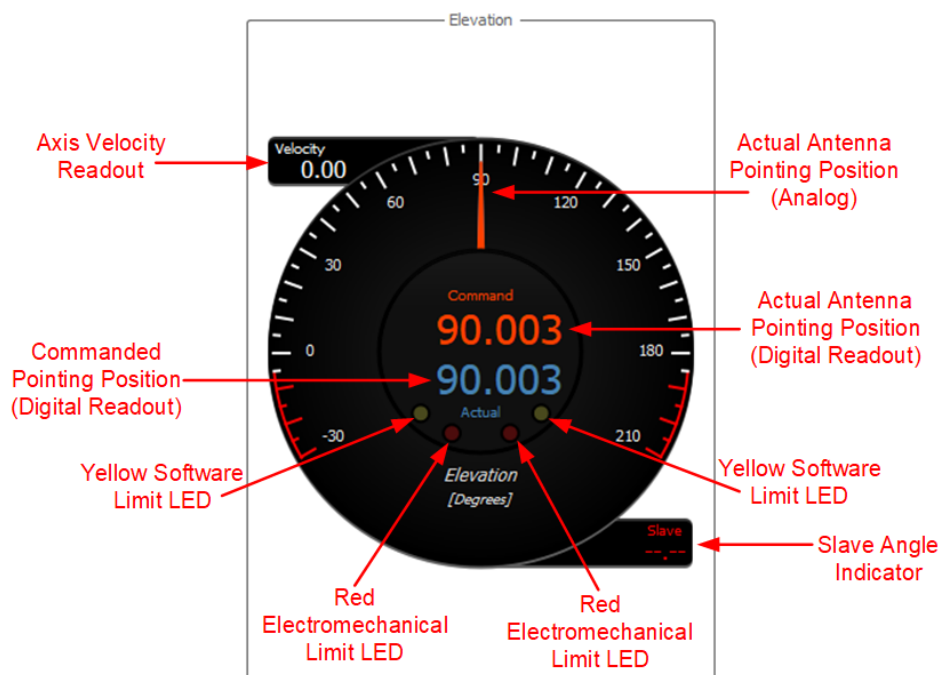 Elevation
Axis Velocity
Readout
Velocity
0.00
Actual Antenna
Pointing Position
(Analog)
90
60
120
30
150
Command
90.003
Actual Antenna
Pointing Position
(Digital Readout)
Commanded
Pointing Position
(Digital Readout)
0
180
90.003
Actual
-30
210
Yellow Software
Limit LED
Elevation
[Degrees]
Yellow Software
Limit LED
Slave
--.--
Slave Angle
Indicator
Red
Electromechanical
Limit LED
Red
Electromechanical
Limit LED